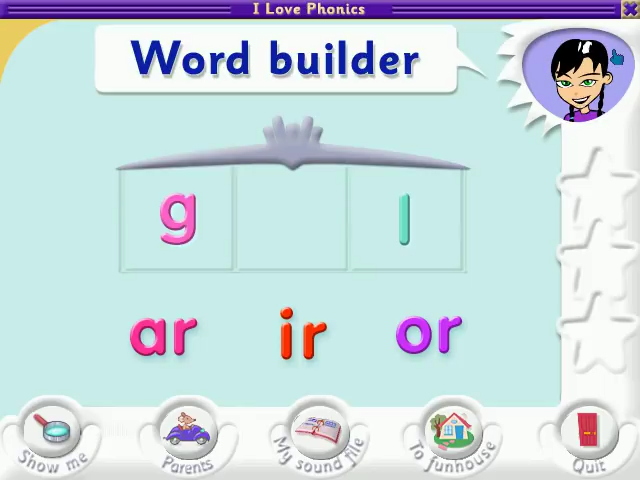 I Love Phonics
Word builder
g l
ar ir or
Show me Parents My sound file To funhouse Quit